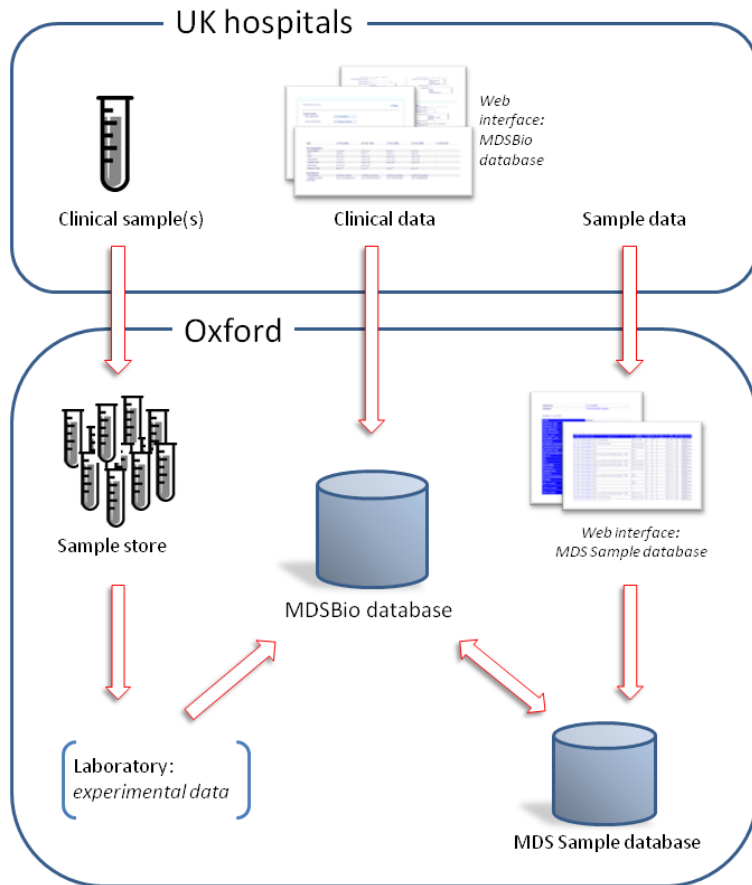 UK hospitals
Web
interface:
MDSBio
database
Clinical sample(s)
Clinical data
Sample data
Oxford
Sample store
Web interface:
MDS Sample database
MDSBio database
Laboratory:
experimental data
MDS Sample database